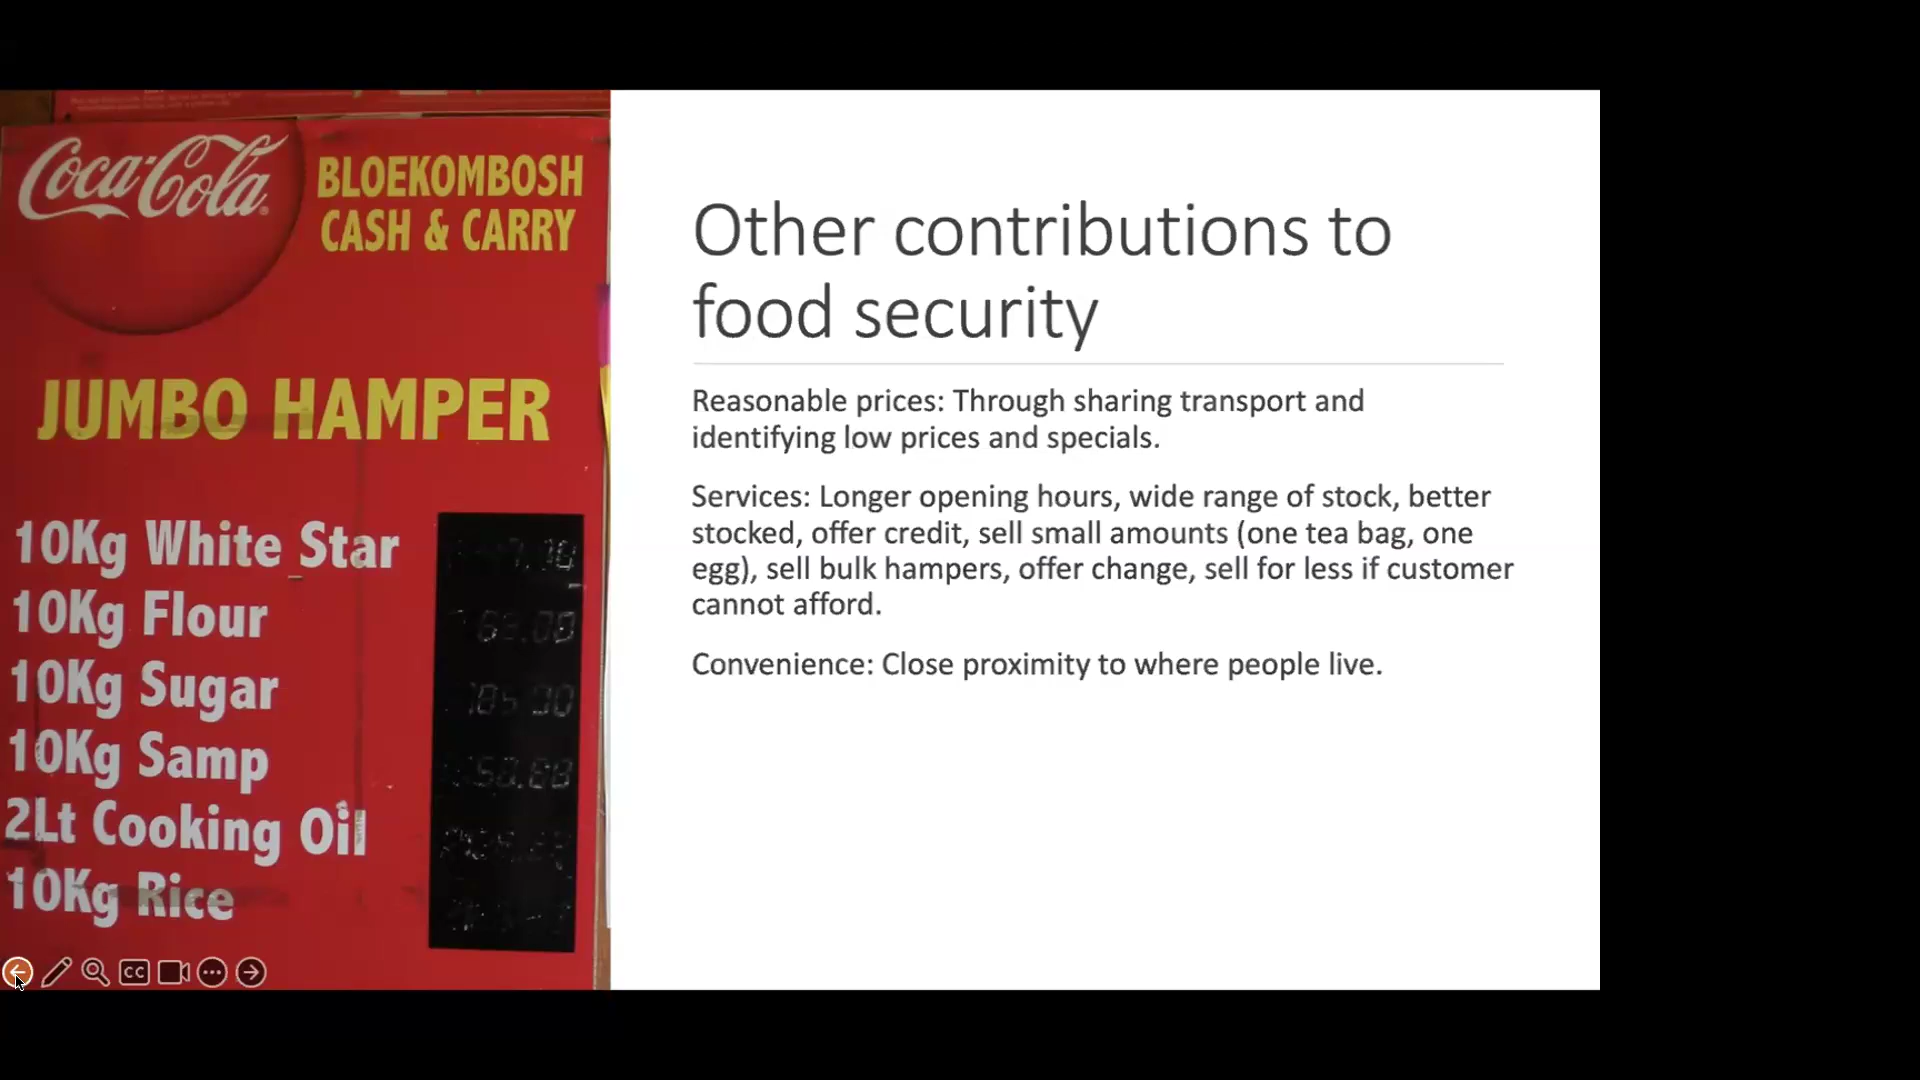 Coca-Cola
BLOEKOMBOSH
CASH & CARRY
JUMBO HAMPER
10Kg White Star
10Kg Flour
10Kg Sugar
10Kg Samp
2Lt Cooking Oil
10Kg Rice
Other contributions to
food security
Reasonable prices: Through sharing transport and
identifying low prices and specials.
Services: Longer opening hours, wide range of stock, better
stocked, offer credit, sell small amounts (one tea bag, one
egg), sell bulk hampers, offer change, sell for less if customer
cannot afford.
Convenience: Close proximity to where people live.
CC